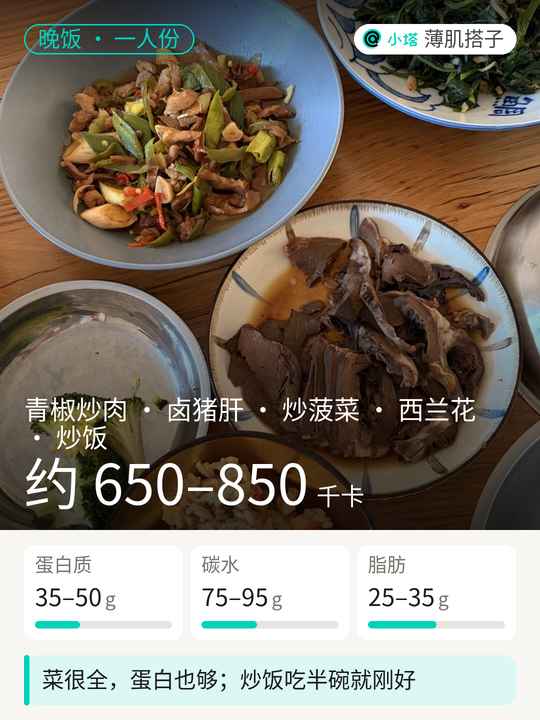 晚饭 · 一人份
小塔 薄肌搭子
青椒炒肉 · 卤猪肝 · 炒菠菜 · 西兰花
· 炒饭
约 650–850 千卡
蛋白质
35–50 g
碳水
75–95 g
脂肪
25–35 g
菜很全，蛋白也够；炒饭吃半碗就刚好